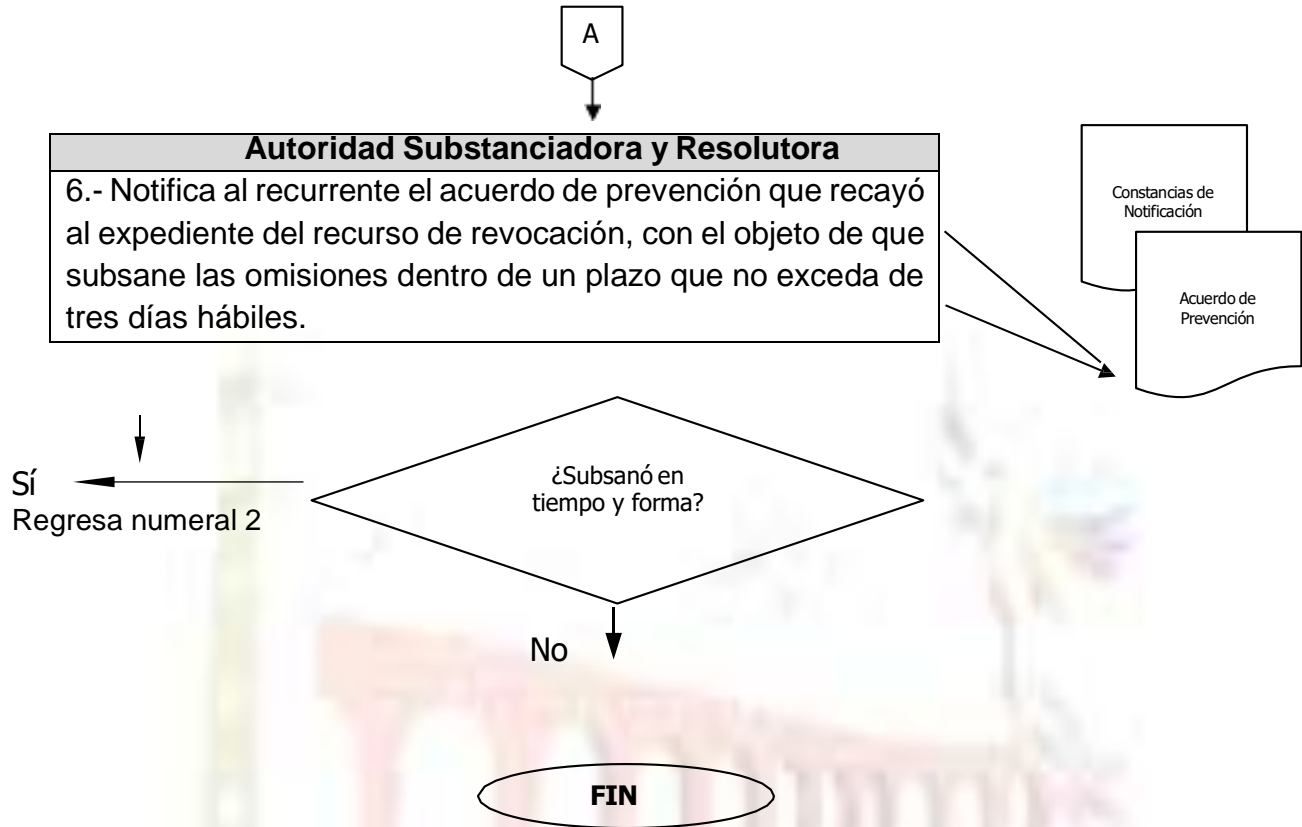 A
Autoridad Substanciadora y Resolutora
6.- Notifica al recurrente el acuerdo de prevención que recayó
al expediente del recurso de revocación, con el objeto de que
subsane las omisiones dentro de un plazo que no exceda de
tres días hábiles.
Constancias de
Notificación
Acuerdo de
Prevención
¿Subsanó en
tiempo y forma?
Sí
Regresa numeral 2
No
FIN